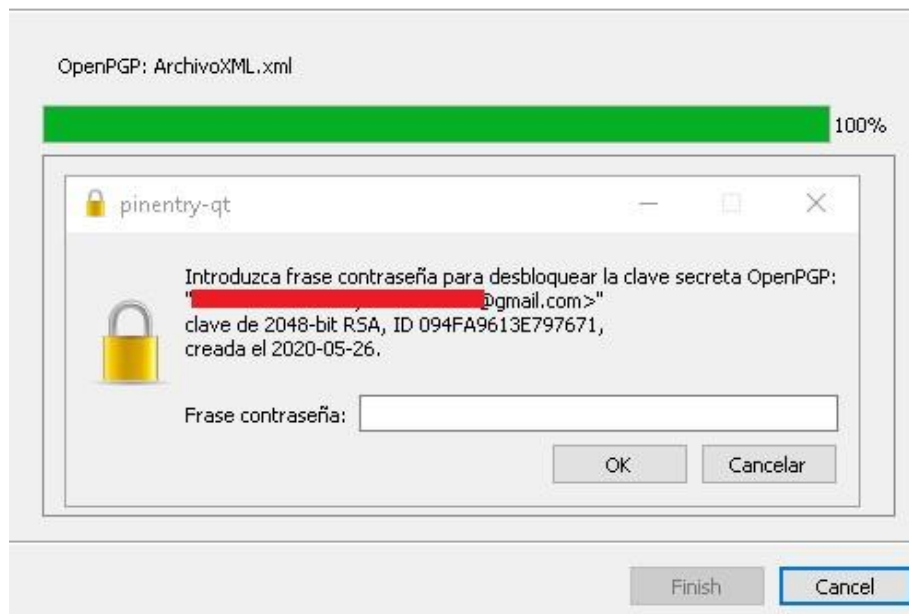 OpenPGP: ArchivoXML.xml
100%
pinentry-qt
Introduzca frase contraseña para desbloquear la clave secreta OpenPGP:
"@gmail.com>"
clave de 2048-bit RSA, ID 094FA9613E797671,
creada el 2020-05-26.
Frase contraseña:
OK
Cancelar
Finish
Cancel